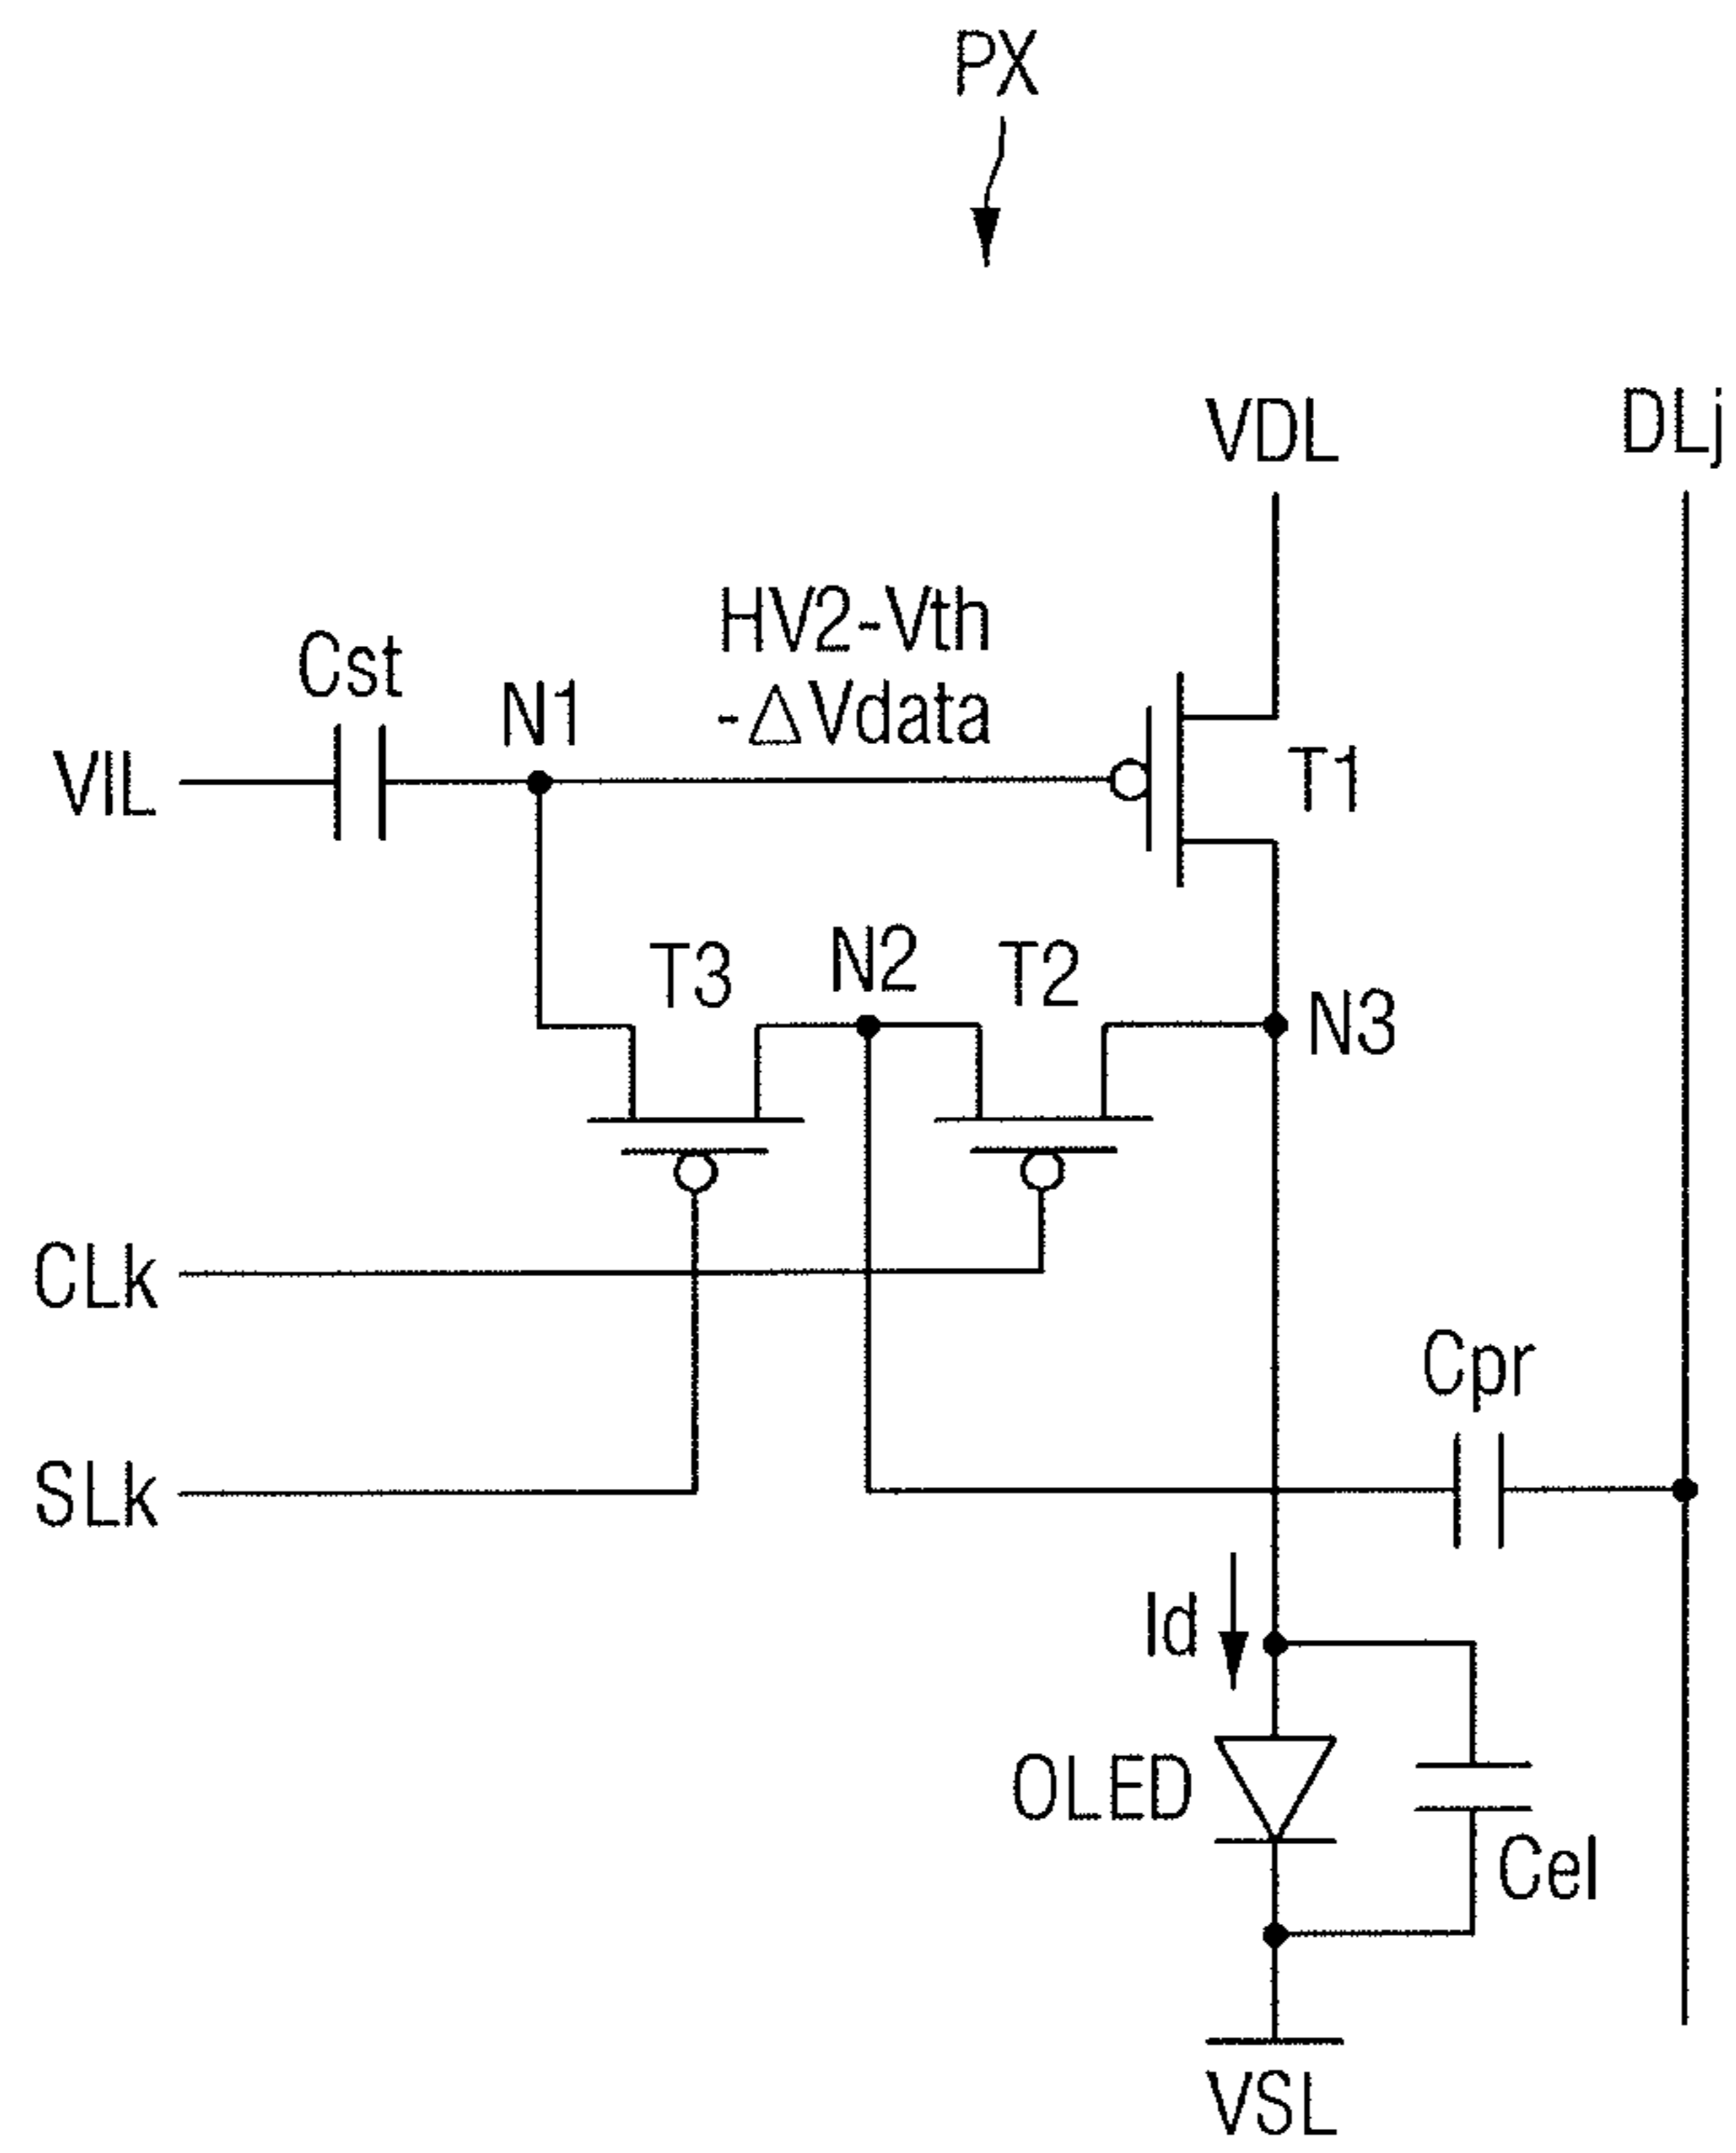 PX
VDL
DLj
HV2-Vth
-△Vdata
Cst
N1
VIL
T1
T3
N2
T2
N3
CLk
Cpr
SLk
Id
OLED
Cel
VSL